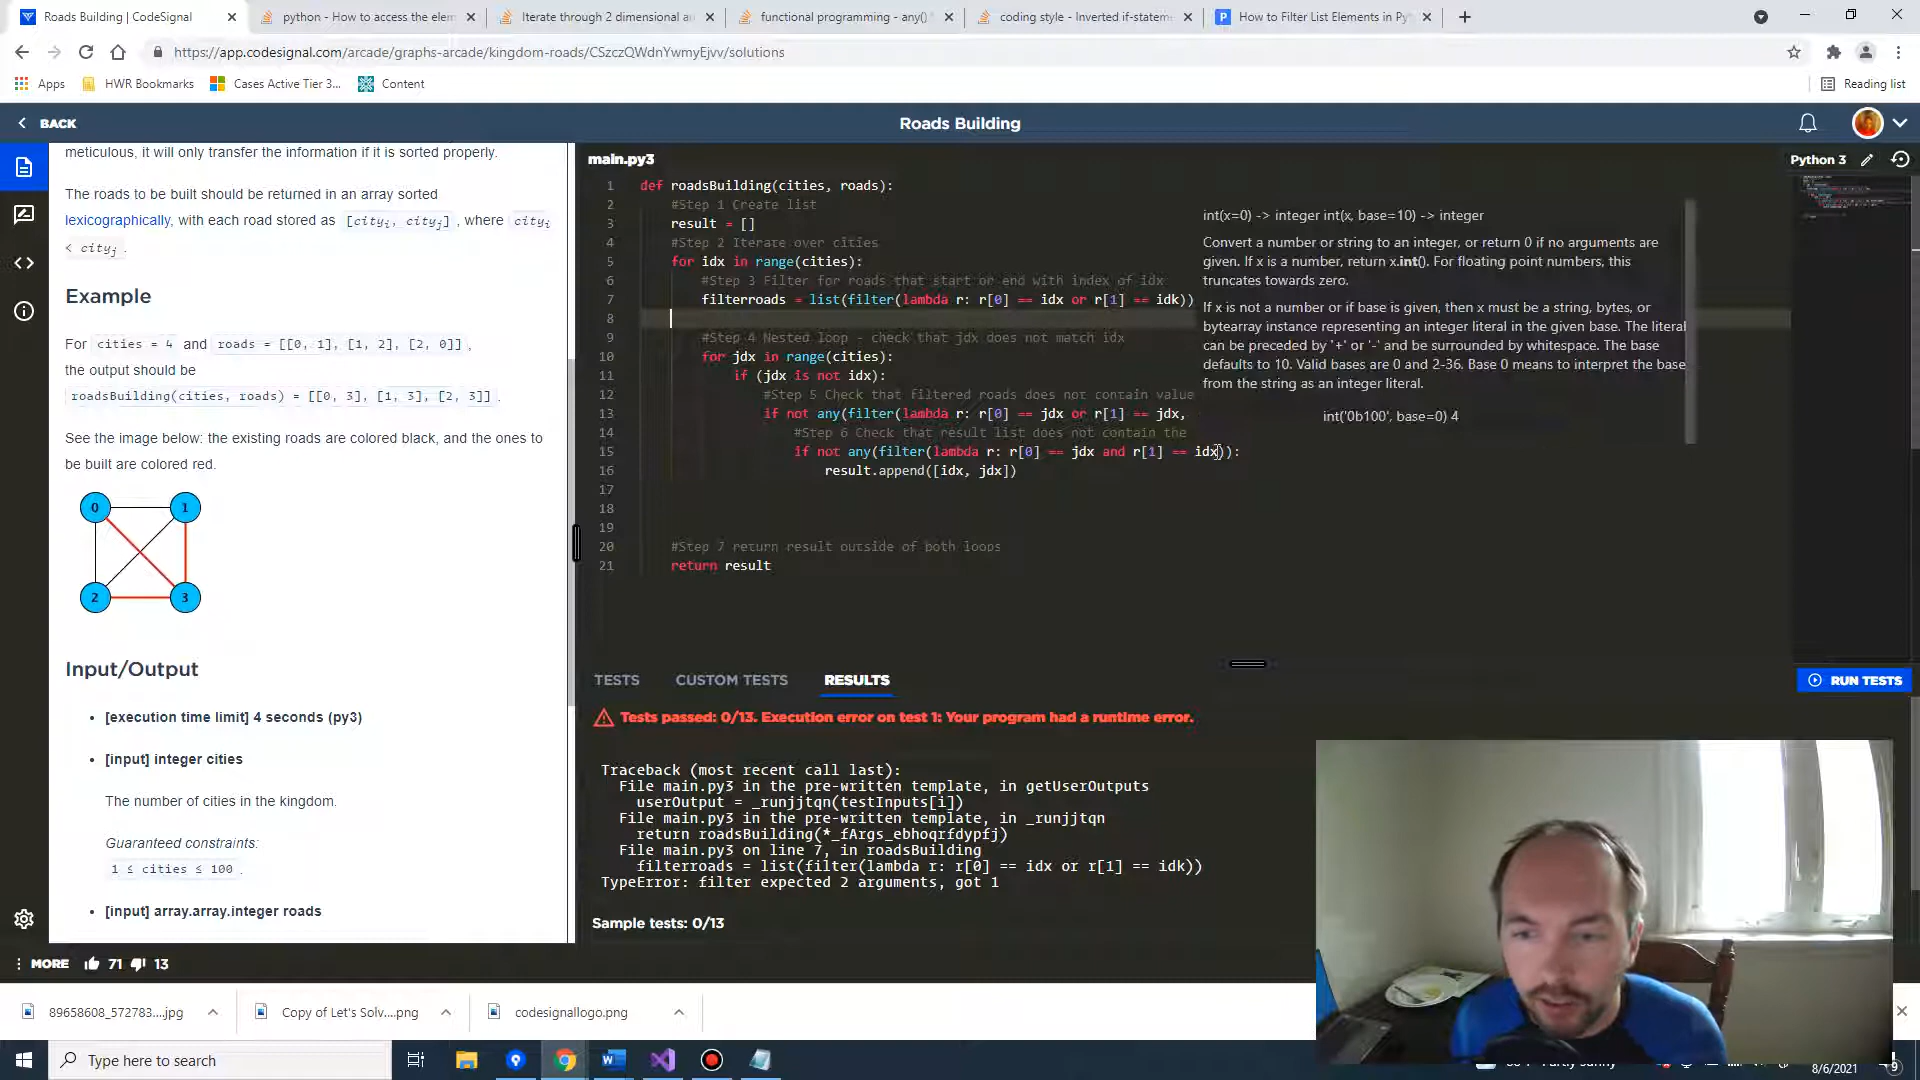 Roads Building | CodeSignal
python - How to access the elem
Iterate through 2 dimensional ar
functional programming - any()
coding style - Inverted if-statem
How to Filter List Elements in Py
https://app.codesignal.com/arcade/graphs-arcade/kingdom-roads/CSzczQWdnYwmyEjvv/solutions
Apps
HWR Bookmarks
Cases Active Tier 3...
Content
Reading list
BACK
Roads Building
meticulous, it will only transfer the information if it is sorted properly.
The roads to be built should be returned in an array sorted
lexicographically, with each road stored as [cityi, cityj], where cityi
< cityj.
Example
For cities = 4 and roads = [[0, 1], [1, 2], [2, 0]],
the output should be
roadsBuilding(cities, roads) = [[0, 3], [1, 3], [2, 3]].
See the image below: the existing roads are colored black, and the ones to
be built are colored red.
0
1
2
3
Input/Output
• [execution time limit] 4 seconds (py3)
• [input] integer cities
The number of cities in the kingdom.
Guaranteed constraints:
1 ≤ cities ≤ 100.
• [input] array.array.integer roads
MORE 71 13
main.py3
Python 3
1 def roadsBuilding(cities, roads):
2 #Step 1 Create list
3 result = []
4 #Step 2 Iterate over cities
5 for idx in range(cities):
6 #Step 3 Filter for roads that start or end with index of idx
7 filterroads = list(filter(lambda r: r[0] == idx or r[1] == idk))
8
9 #Step 4 Nested loop - check that jdx does not match idx
10 for jdx in range(cities):
11 if (jdx is not idx):
12 #Step 5 Check that filtered roads does not contain value
13 if not any(filter(lambda r: r[0] == jdx or r[1] == jdx,
14 #Step 6 Check that result list does not contain the
15 if not any(filter(lambda r: r[0] == jdx and r[1] == idx)):
16 result.append([idx, jdx])
17
18
19
20 #Step 7 return result outside of both loops
21 return result
int(x=0) -> integer int(x, base=10) -> integer
Convert a number or string to an integer, or return 0 if no arguments are
given. If x is a number, return x.int(). For floating point numbers, this
truncates towards zero.
If x is not a number or if base is given, then x must be a string, bytes, or
bytearray instance representing an integer literal in the given base. The literal
can be preceded by '+' or '-' and be surrounded by whitespace. The base
defaults to 10. Valid bases are 0 and 2-36. Base 0 means to interpret the base
from the string as an integer literal.
int('0b100', base=0) 4
TESTS
CUSTOM TESTS
RESULTS
RUN TESTS
Tests passed: 0/13. Execution error on test 1: Your program had a runtime error.
Traceback (most recent call last):
File main.py3 in the pre-written template, in getUserOutputs
userOutput = _runjjtqn(testInputs[i])
File main.py3 in the pre-written template, in _runjjtqn
return roadsBuilding(*_fArgs_ebhoqrfdypfj)
File main.py3 on line 7, in roadsBuilding
filterroads = list(filter(lambda r: r[0] == idx or r[1] == idk))
TypeError: filter expected 2 arguments, got 1
Sample tests: 0/13
89658608_572783....jpg
Copy of Let's Solv....png
codesignallogo.png
Type here to search
8/6/2021